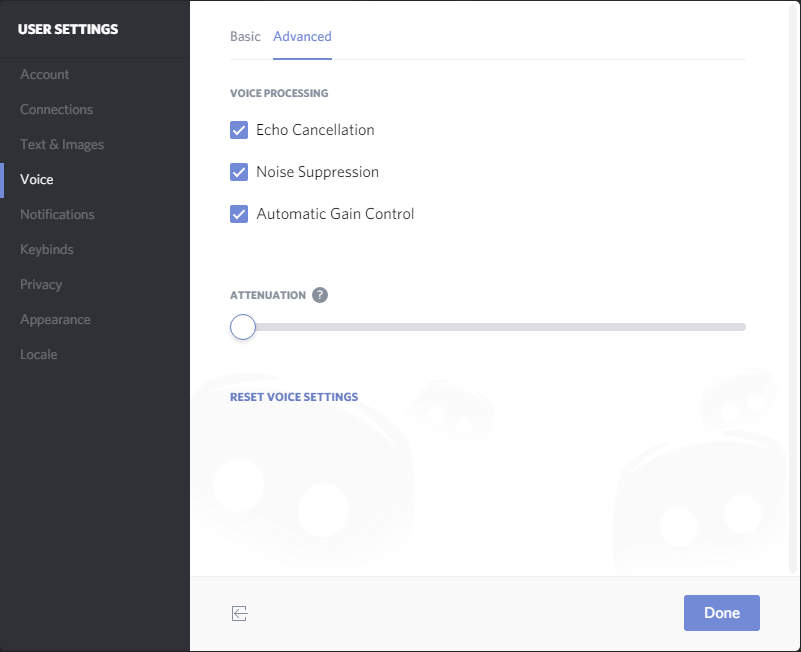 USER SETTINGS
Account
Connections
Text & Images
Voice
Notifications
Keybinds
Privacy
Appearance
Locale
Basic Advanced
VOICE PROCESSING
Echo Cancellation
Noise Suppression
Automatic Gain Control
ATTENUATION ?
RESET VOICE SETTINGS
Done